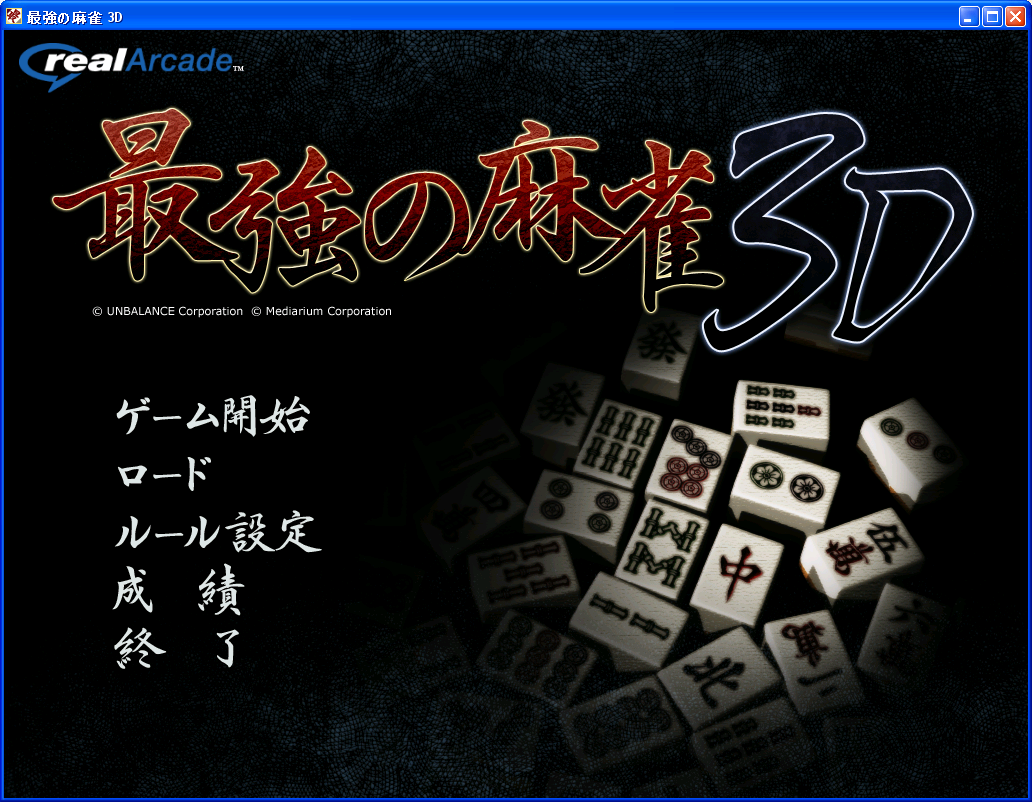 最強の麻雀 3D
realArcade™
最強の麻雀3D
© UNBALANCE Corporation © Mediarium Corporation
ゲーム開始
ロード
ルール設定
成　績
終　了
發
發
中
伍萬
北
六萬